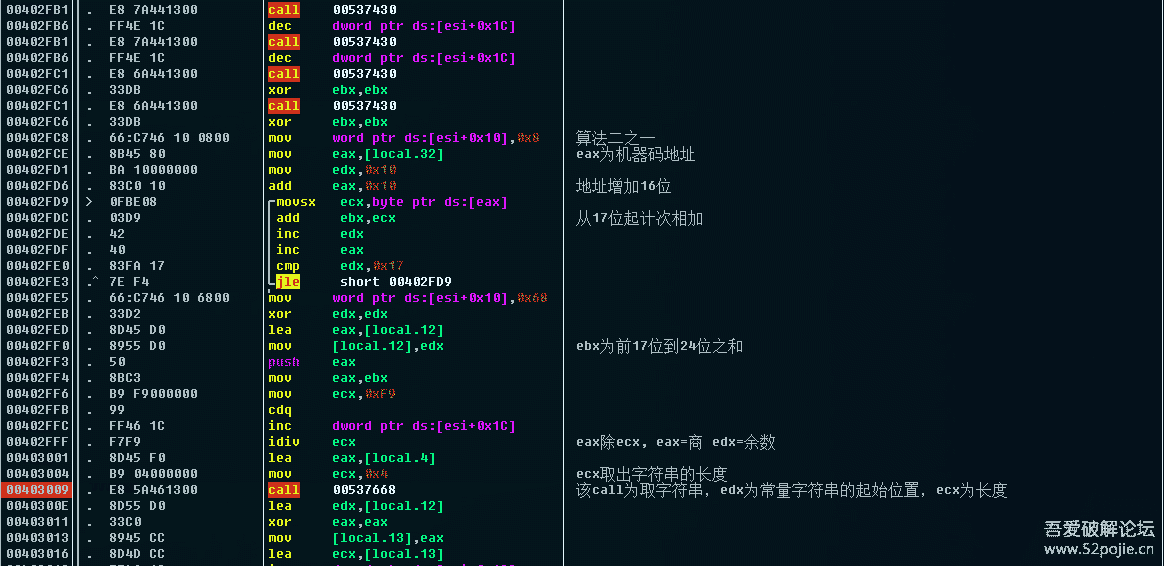 00402FB1 . E8 7A441300 call 00537430
00402FB6 . FF4E 1C dec dword ptr ds:[esi+0x1C]
00402FB1 . E8 7A441300 call 00537430
00402FB6 . FF4E 1C dec dword ptr ds:[esi+0x1C]
00402FC1 . E8 6A441300 call 00537430
00402FC6 . 33DB xor ebx,ebx
00402FC1 . E8 6A441300 call 00537430
00402FC6 . 33DB xor ebx,ebx
00402FC8 . 66:C746 10 0800 mov word ptr ds:[esi+0x10],0x8 算法二之一
00402FCE . 8B45 80 mov eax,[local.32] eax为机器码地址
00402FD1 . BA 10000000 mov edx,0x10
00402FD6 . 83C0 10 add eax,0x10 地址增加16位
00402FD9 > 0FBE08 movsx ecx,byte ptr ds:[eax]
00402FDC . 03D9 add ebx,ecx 从17位起计次相加
00402FDE . 42 inc edx
00402FDF . 40 inc eax
00402FE0 . 83FA 17 cmp edx,0x17
00402FE3 .^ 7E F4 jle short 00402FD9
00402FE5 . 66:C746 10 6800 mov word ptr ds:[esi+0x10],0x68
00402FEB . 33D2 xor edx,edx
00402FED . 8D45 D0 lea eax,[local.12]
00402FF0 . 8955 D0 mov [local.12],edx ebx为前17位到24位之和
00402FF3 . 50 push eax
00402FF4 . 8BC3 mov eax,ebx
00402FF6 . B9 F9000000 mov ecx,0xF9
00402FFB . 99 cdq
00402FFC . FF46 1C inc dword ptr ds:[esi+0x1C]
00402FFF . F7F9 idiv ecx eax除ecx, eax=商 edx=余数
00403001 . 8D45 F0 lea eax,[local.4]
00403004 . B9 04000000 mov ecx,0x4 ecx取出字符串的长度
00403009 . E8 5A461300 call 00537668 该call为取字符串, edx为常量字符串的起始位置, ecx为长度
0040300E . 8D55 D0 lea edx,[local.12]
00403011 . 33C0 xor eax,eax
00403013 . 8945 CC mov [local.13],eax
00403016 . 8D4D CC lea ecx,[local.13]
吾爱破解论坛
www.52pojie.cn